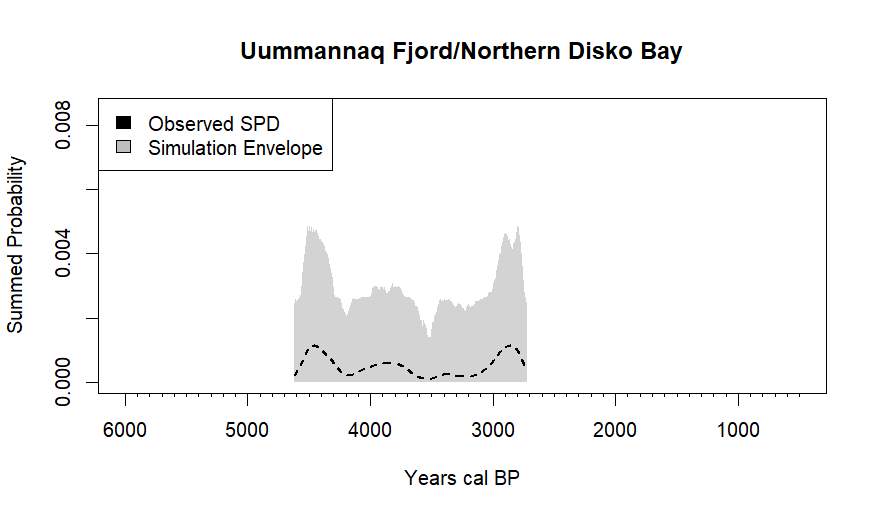 Uummannaq Fjord/Northern Disko Bay
Observed SPD
Simulation Envelope
Summed Probability
0.008
0.004
0.000
6000 5000 4000 3000 2000 1000
Years cal BP